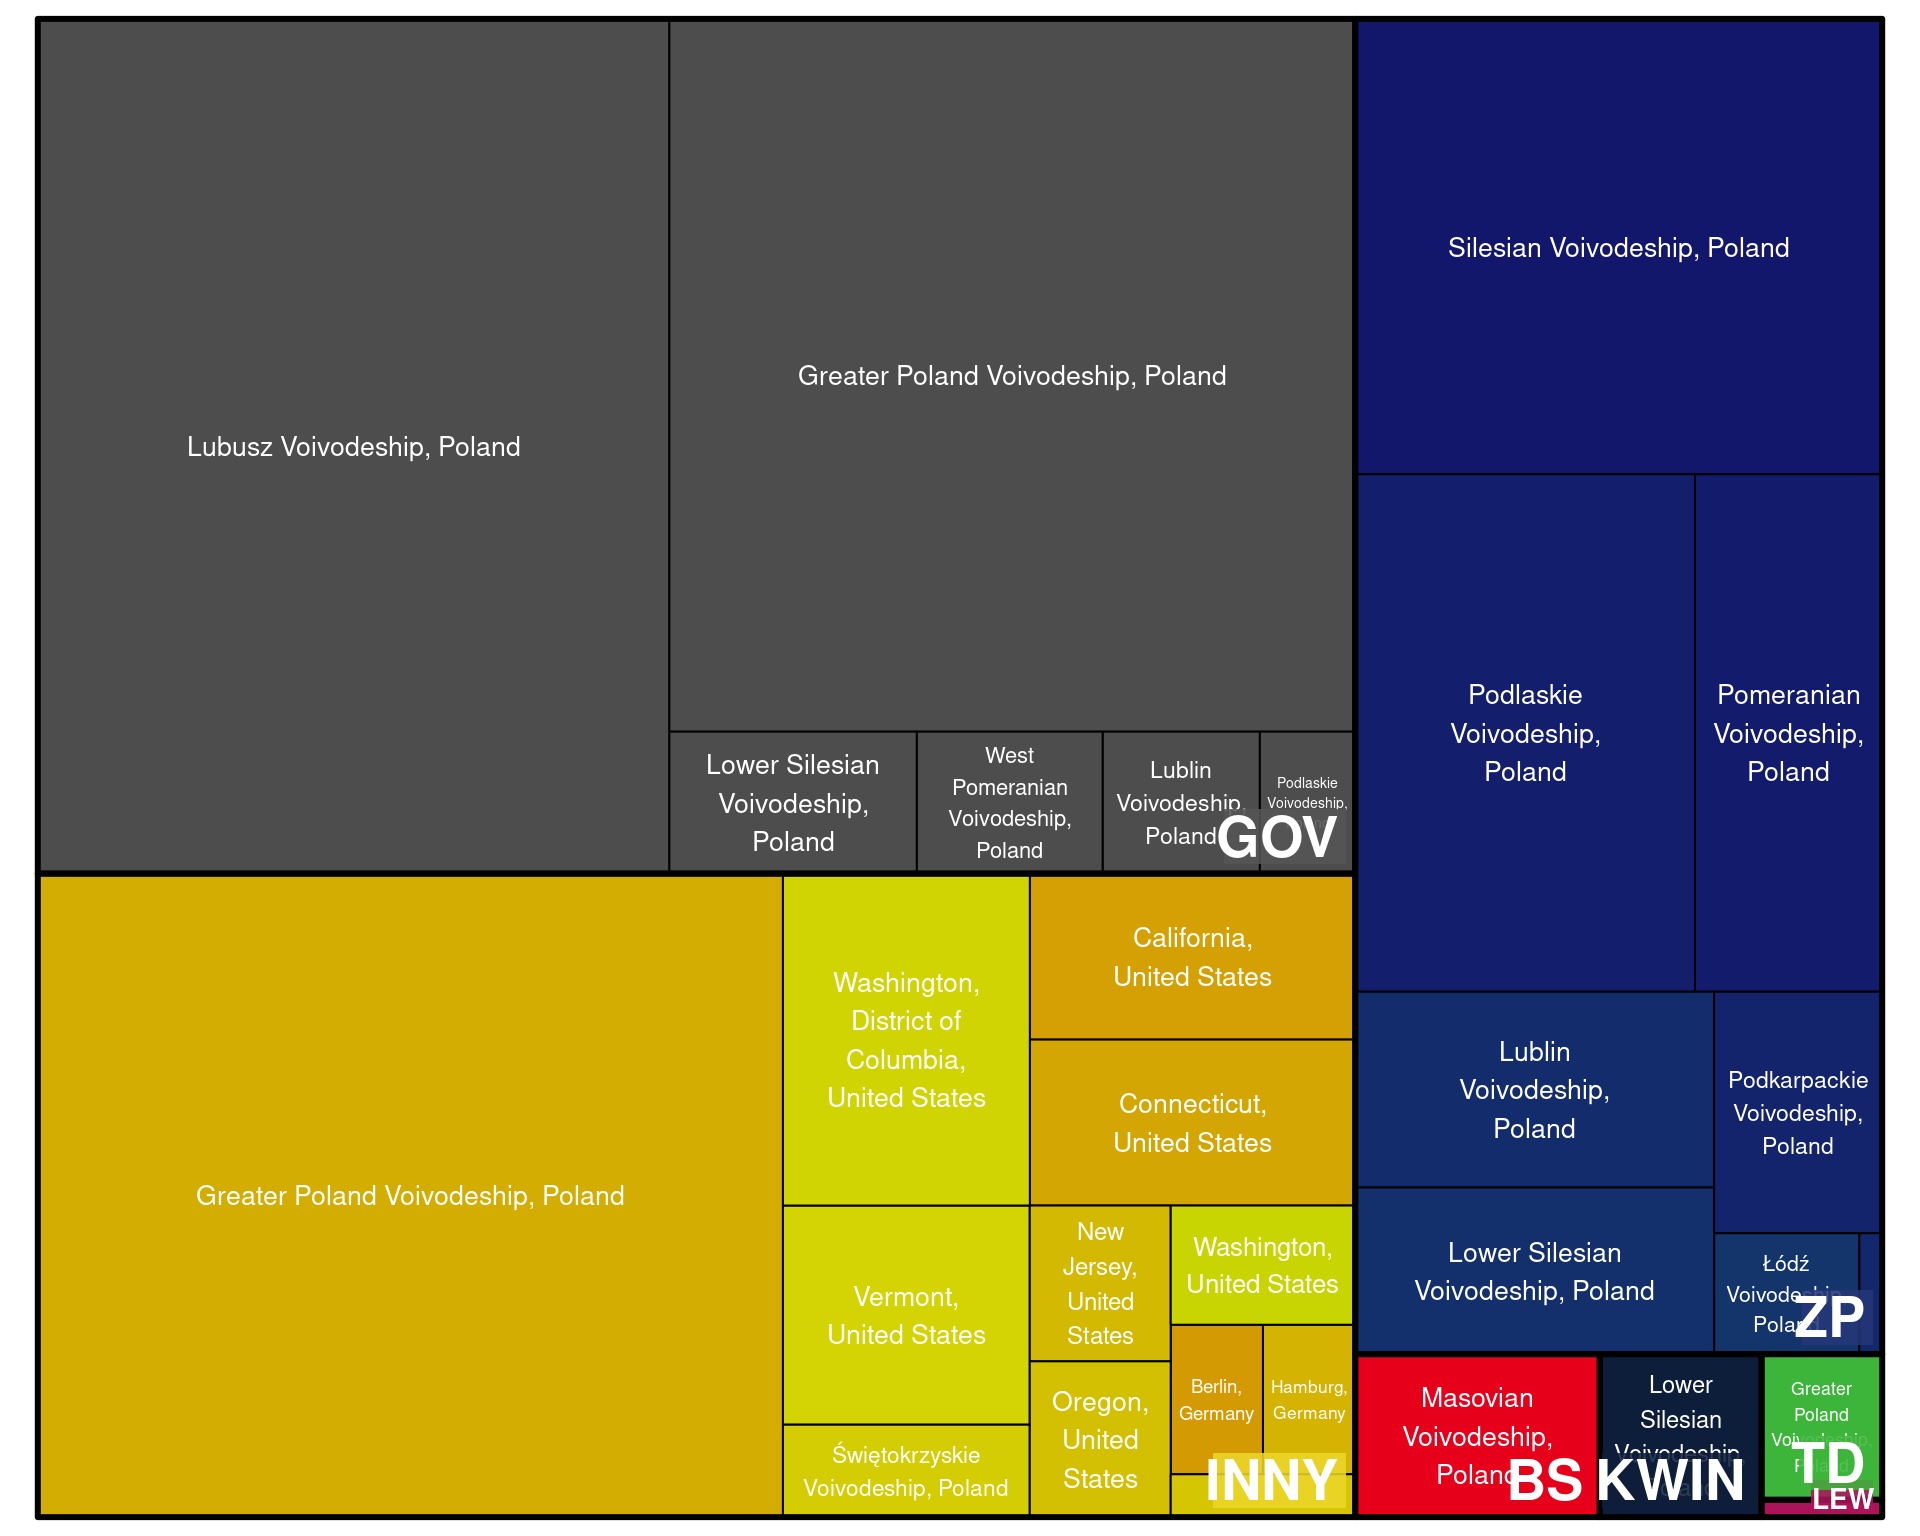 Lubusz Voivodeship, Poland
Greater Poland Voivodeship, Poland
Lower Silesian
Voivodeship,
Poland
West
Pomeranian
Voivodeship,
Poland
Lublin
Voivodeship,
Poland
Podlaskie
Voivodeship,
GOV
Silesian Voivodeship, Poland
Podlaskie
Voivodeship,
Poland
Pomeranian
Voivodeship,
Poland
Lublin
Voivodeship,
Poland
Podkarpackie
Voivodeship,
Poland
Lower Silesian
Voivodeship, Poland
Łódź
Voivodeship,
Poland
ZP
Greater Poland Voivodeship, Poland
Washington,
District of
Columbia,
United States
Vermont,
United States
Świętokrzyskie
Voivodeship, Poland
California,
United States
Connecticut,
United States
New
Jersey,
United
States
Washington,
United States
Oregon,
United
States
Berlin,
Germany
Hamburg,
Germany
INNY
Masovian
Voivodeship,
Poland
BS
Lower
Silesian
Voivodeship,
Poland
KWIN
Greater
Poland
Voivodeship,
Poland
TD
LEW